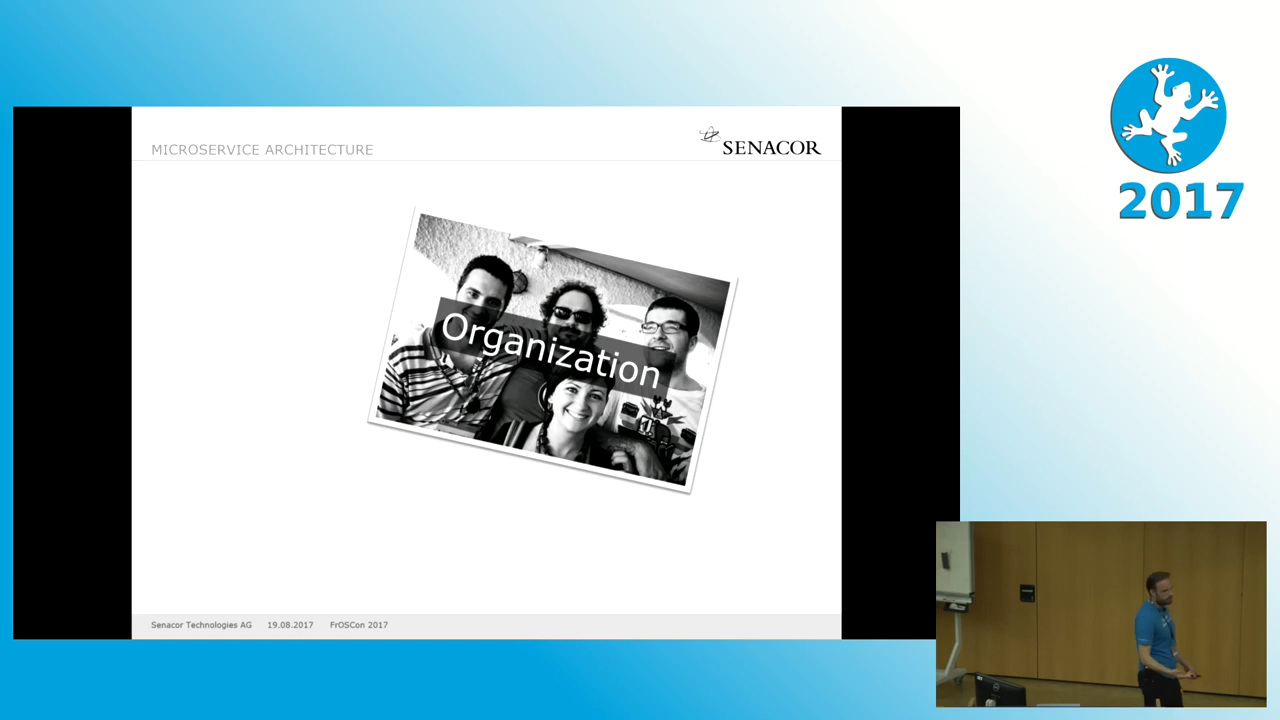 MICROSERVICE ARCHITECTURE
SENACOR
2017
Organization
Senacor Technologies AG 19.08.2017 FrOSCon 2017